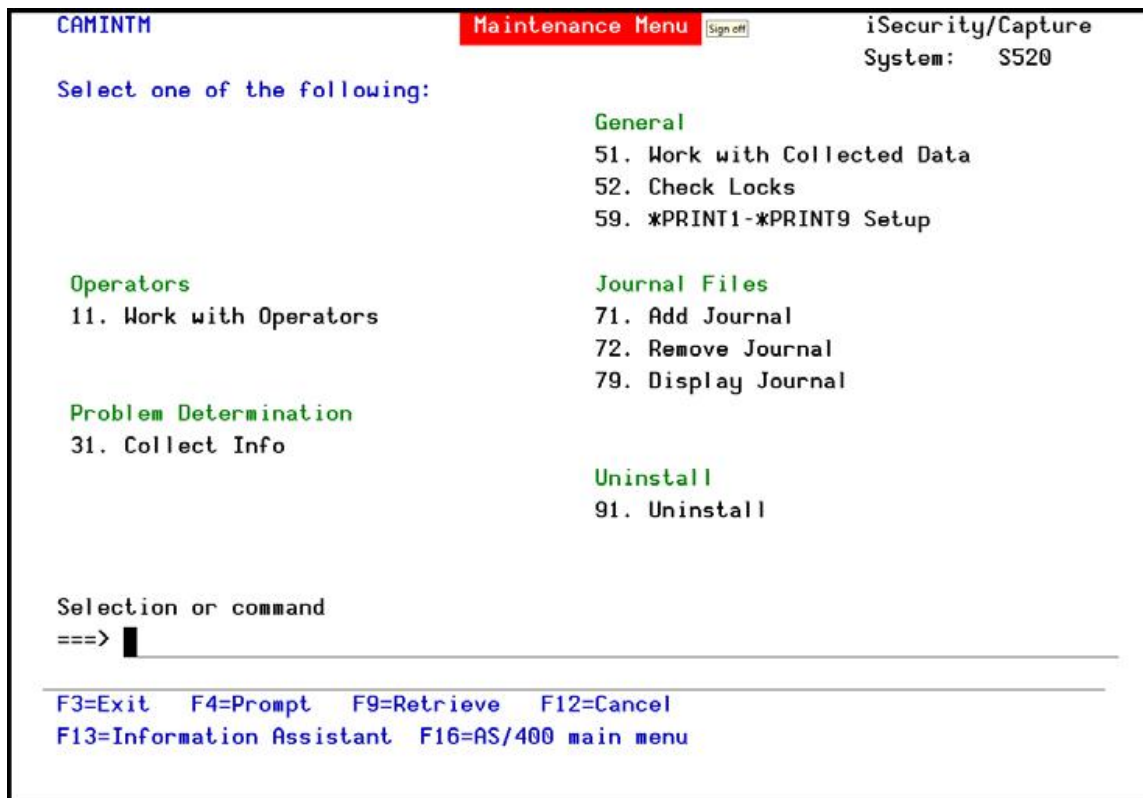 CAMINTM Maintenance Menu Sign off iSecurity/Capture
System: S520
Select one of the following:
General
51. Work with Collected Data
52. Check Locks
59. *PRINT1-*PRINT9 Setup
Operators Journal Files
11. Work with Operators 71. Add Journal
72. Remove Journal
79. Display Journal
Problem Determination
31. Collect Info
Uninstall
91. Uninstall
Selection or command
===>
F3=Exit F4=Prompt F9=Retrieve F12=Cancel
F13=Information Assistant F16=AS/400 main menu